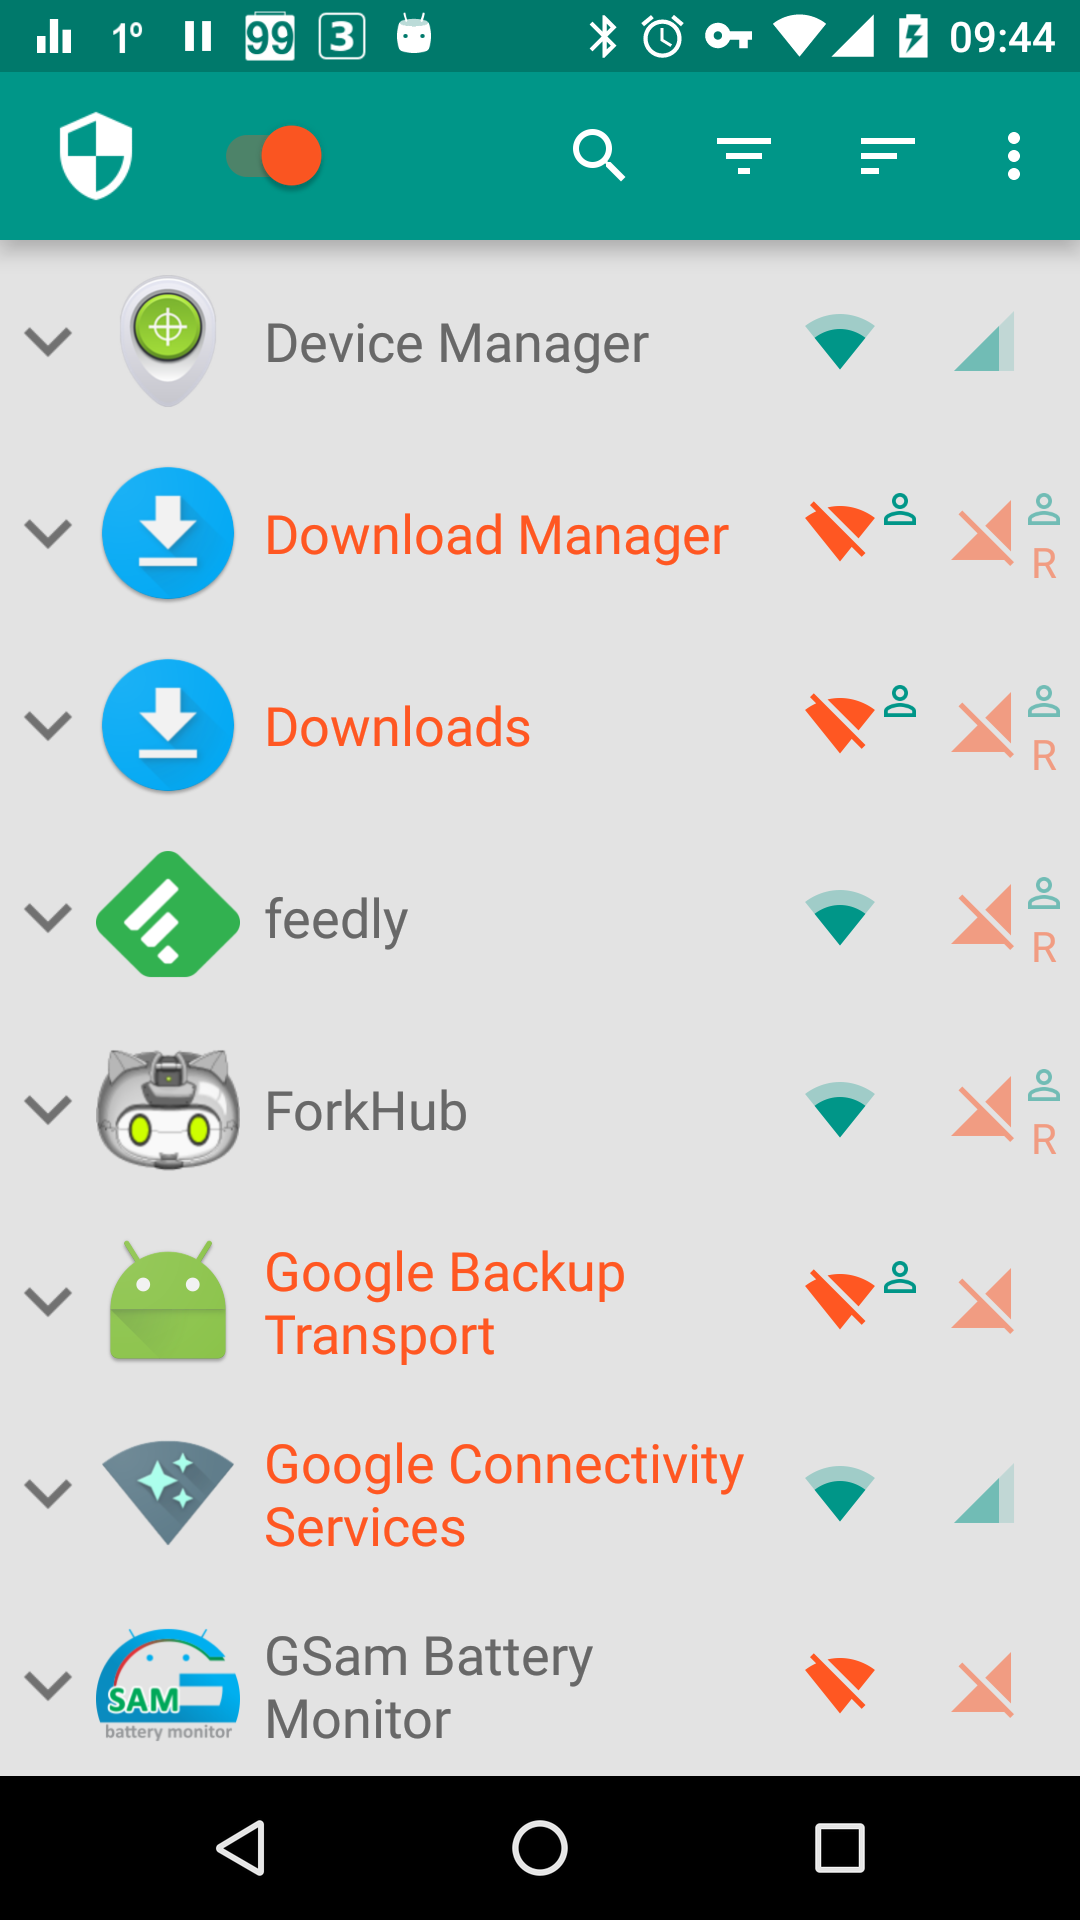 1º 99 3 09:44
Device Manager
Download Manager
R
Downloads
R
feedly
R
ForkHub
R
Google Backup
Transport
Google Connectivity
Services
SAM
battery monitor
GSam Battery
Monitor